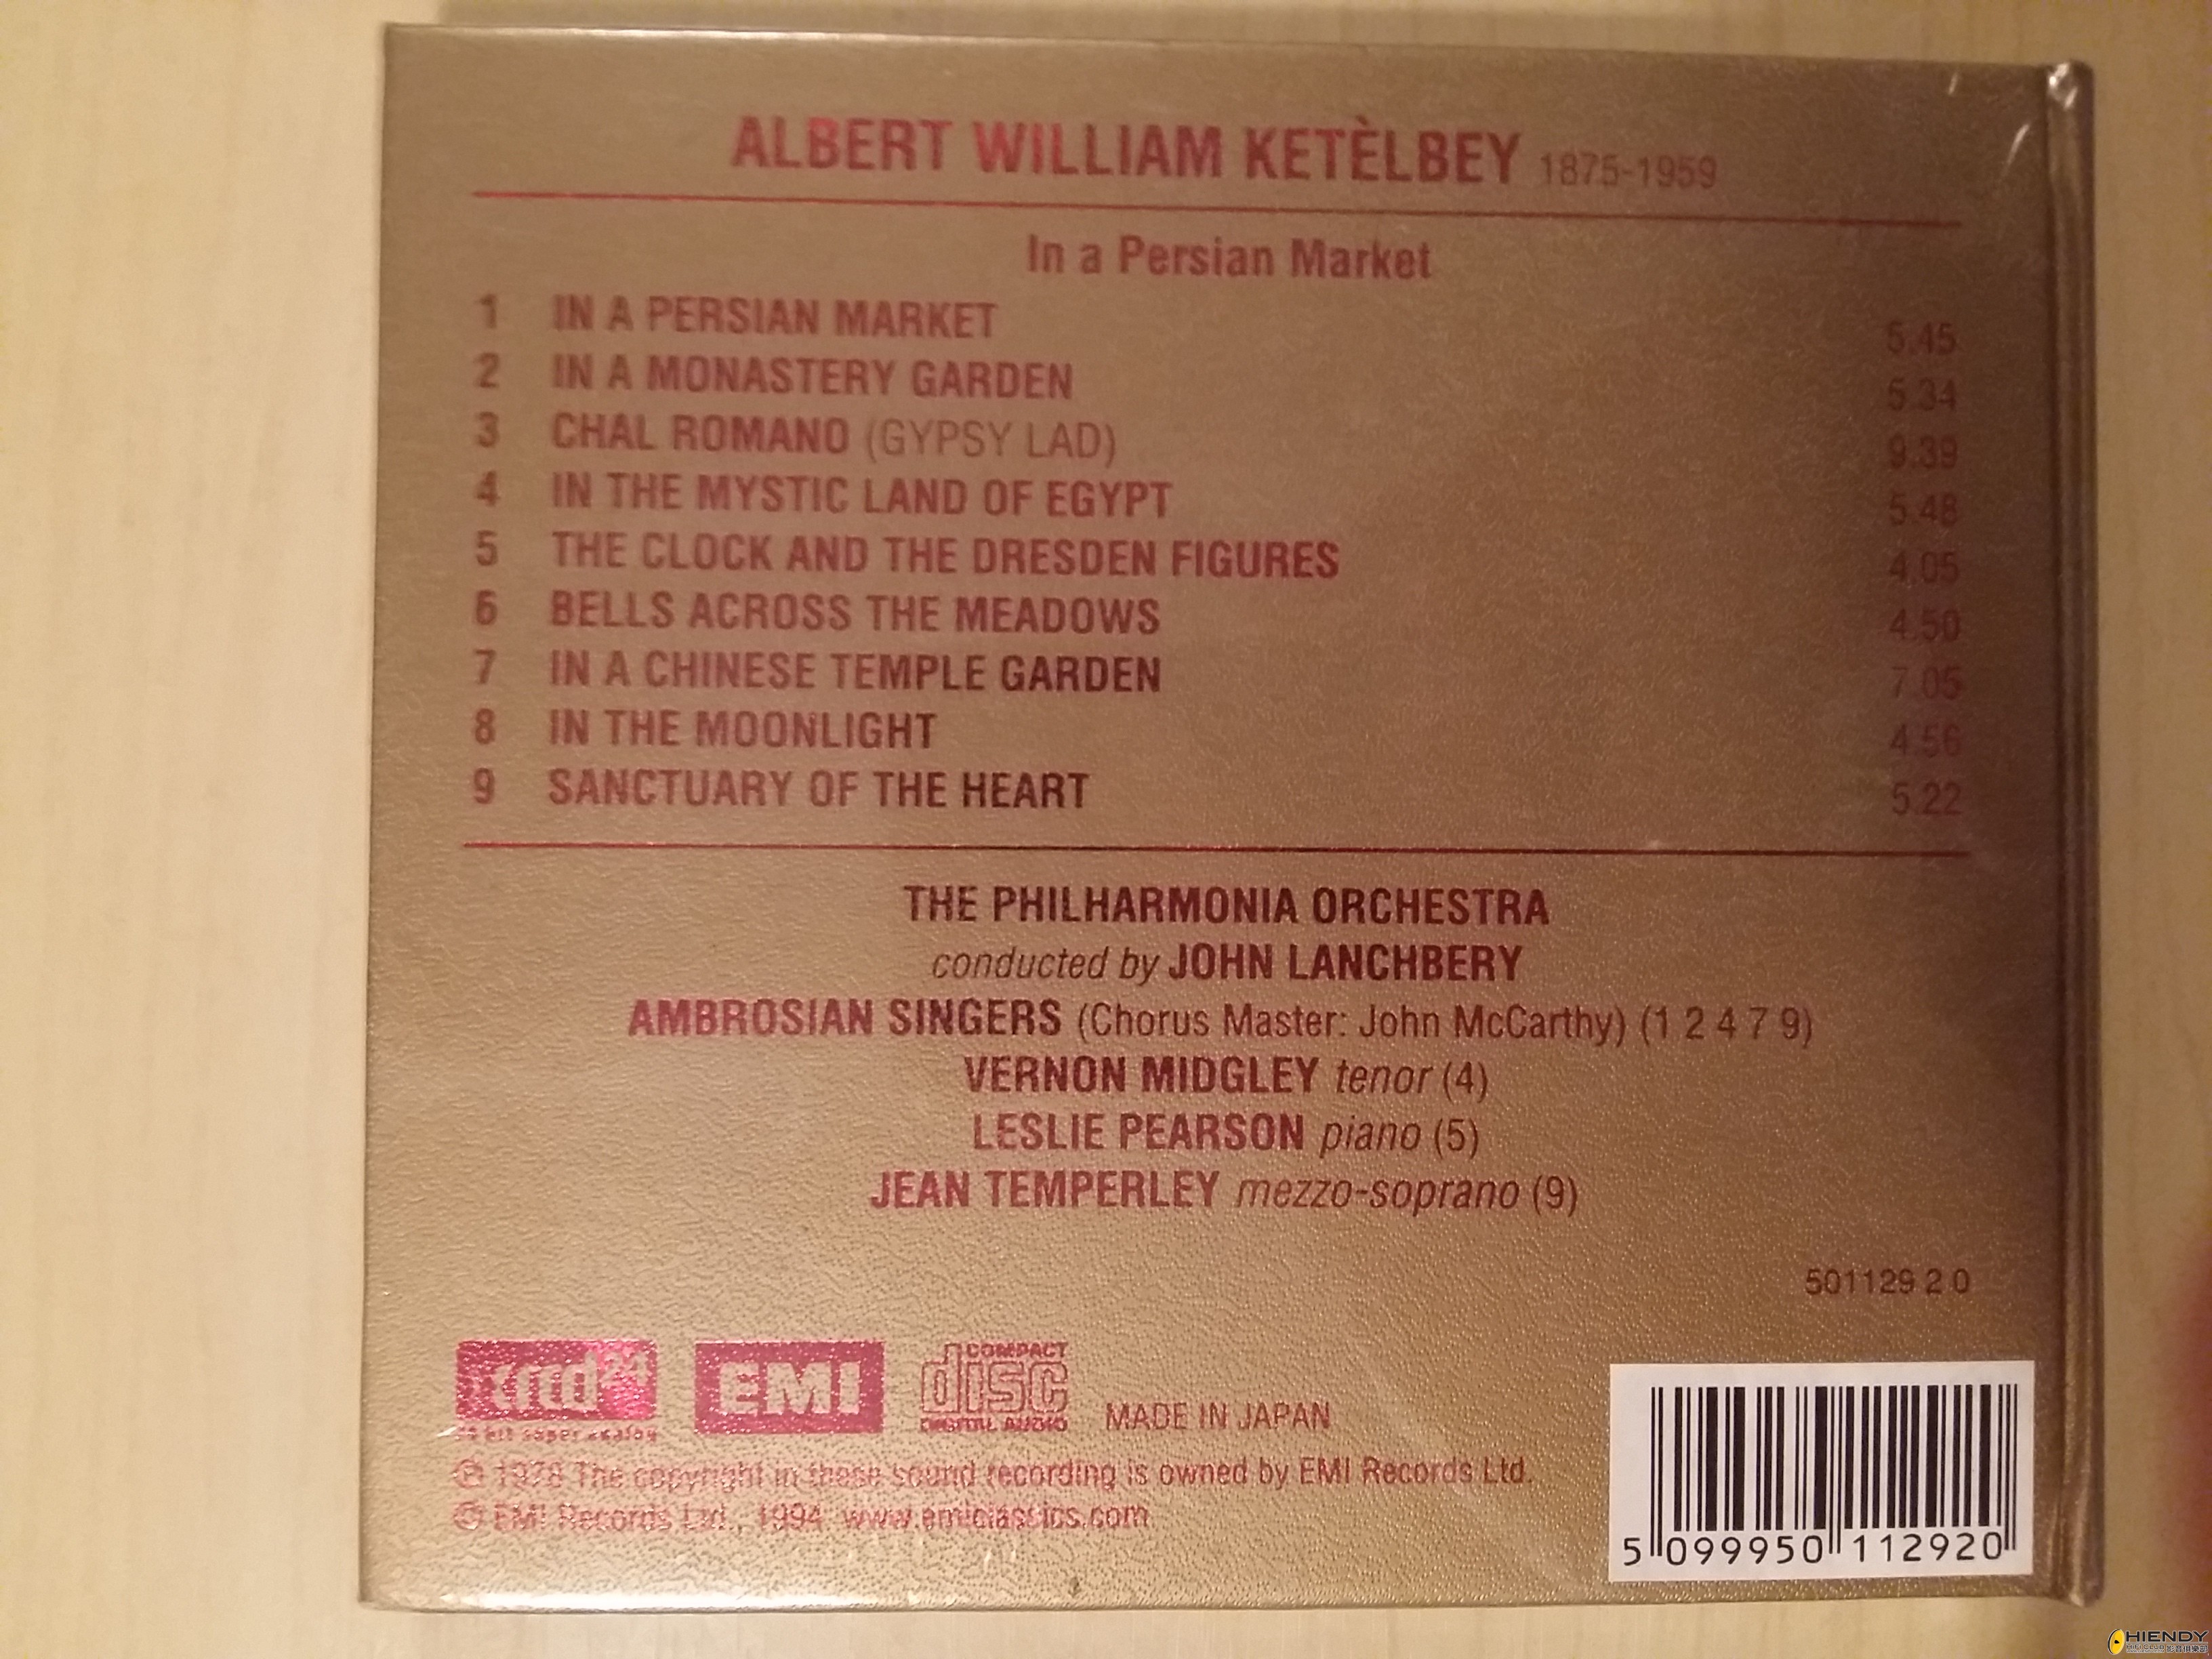 ALBERT WILLIAM KETÈLBEY 1875-1959
In a Persian Market
1 IN A PERSIAN MARKET 5.45
2 IN A MONASTERY GARDEN 5.34
3 CHAL ROMANO (GYPSY LAD) 9.39
4 IN THE MYSTIC LAND OF EGYPT 5.48
5 THE CLOCK AND THE DRESDEN FIGURES 4.05
6 BELLS ACROSS THE MEADOWS 4.50
7 IN A CHINESE TEMPLE GARDEN 7.05
8 IN THE MOONLIGHT 4.56
9 SANCTUARY OF THE HEART 5.22
THE PHILHARMONIA ORCHESTRA
conducted by JOHN LANCHBERY
AMBROSIAN SINGERS (Chorus Master: John McCarthy) (1 2 4 7 9)
VERNON MIDGLEY tenor (4)
LESLIE PEARSON piano (5)
JEAN TEMPERLEY mezzo-soprano (9)
501129 2 0
xrcd24
bit super analog
EMI
COMPACT
disc
DIGITAL AUDIO
MADE IN JAPAN
℗ 1978 The copyright in these sound recording is owned by EMI Records Ltd.
© EMI Records Ltd., 1994 www.emiclassics.com
5 099950 112920
HIENDY